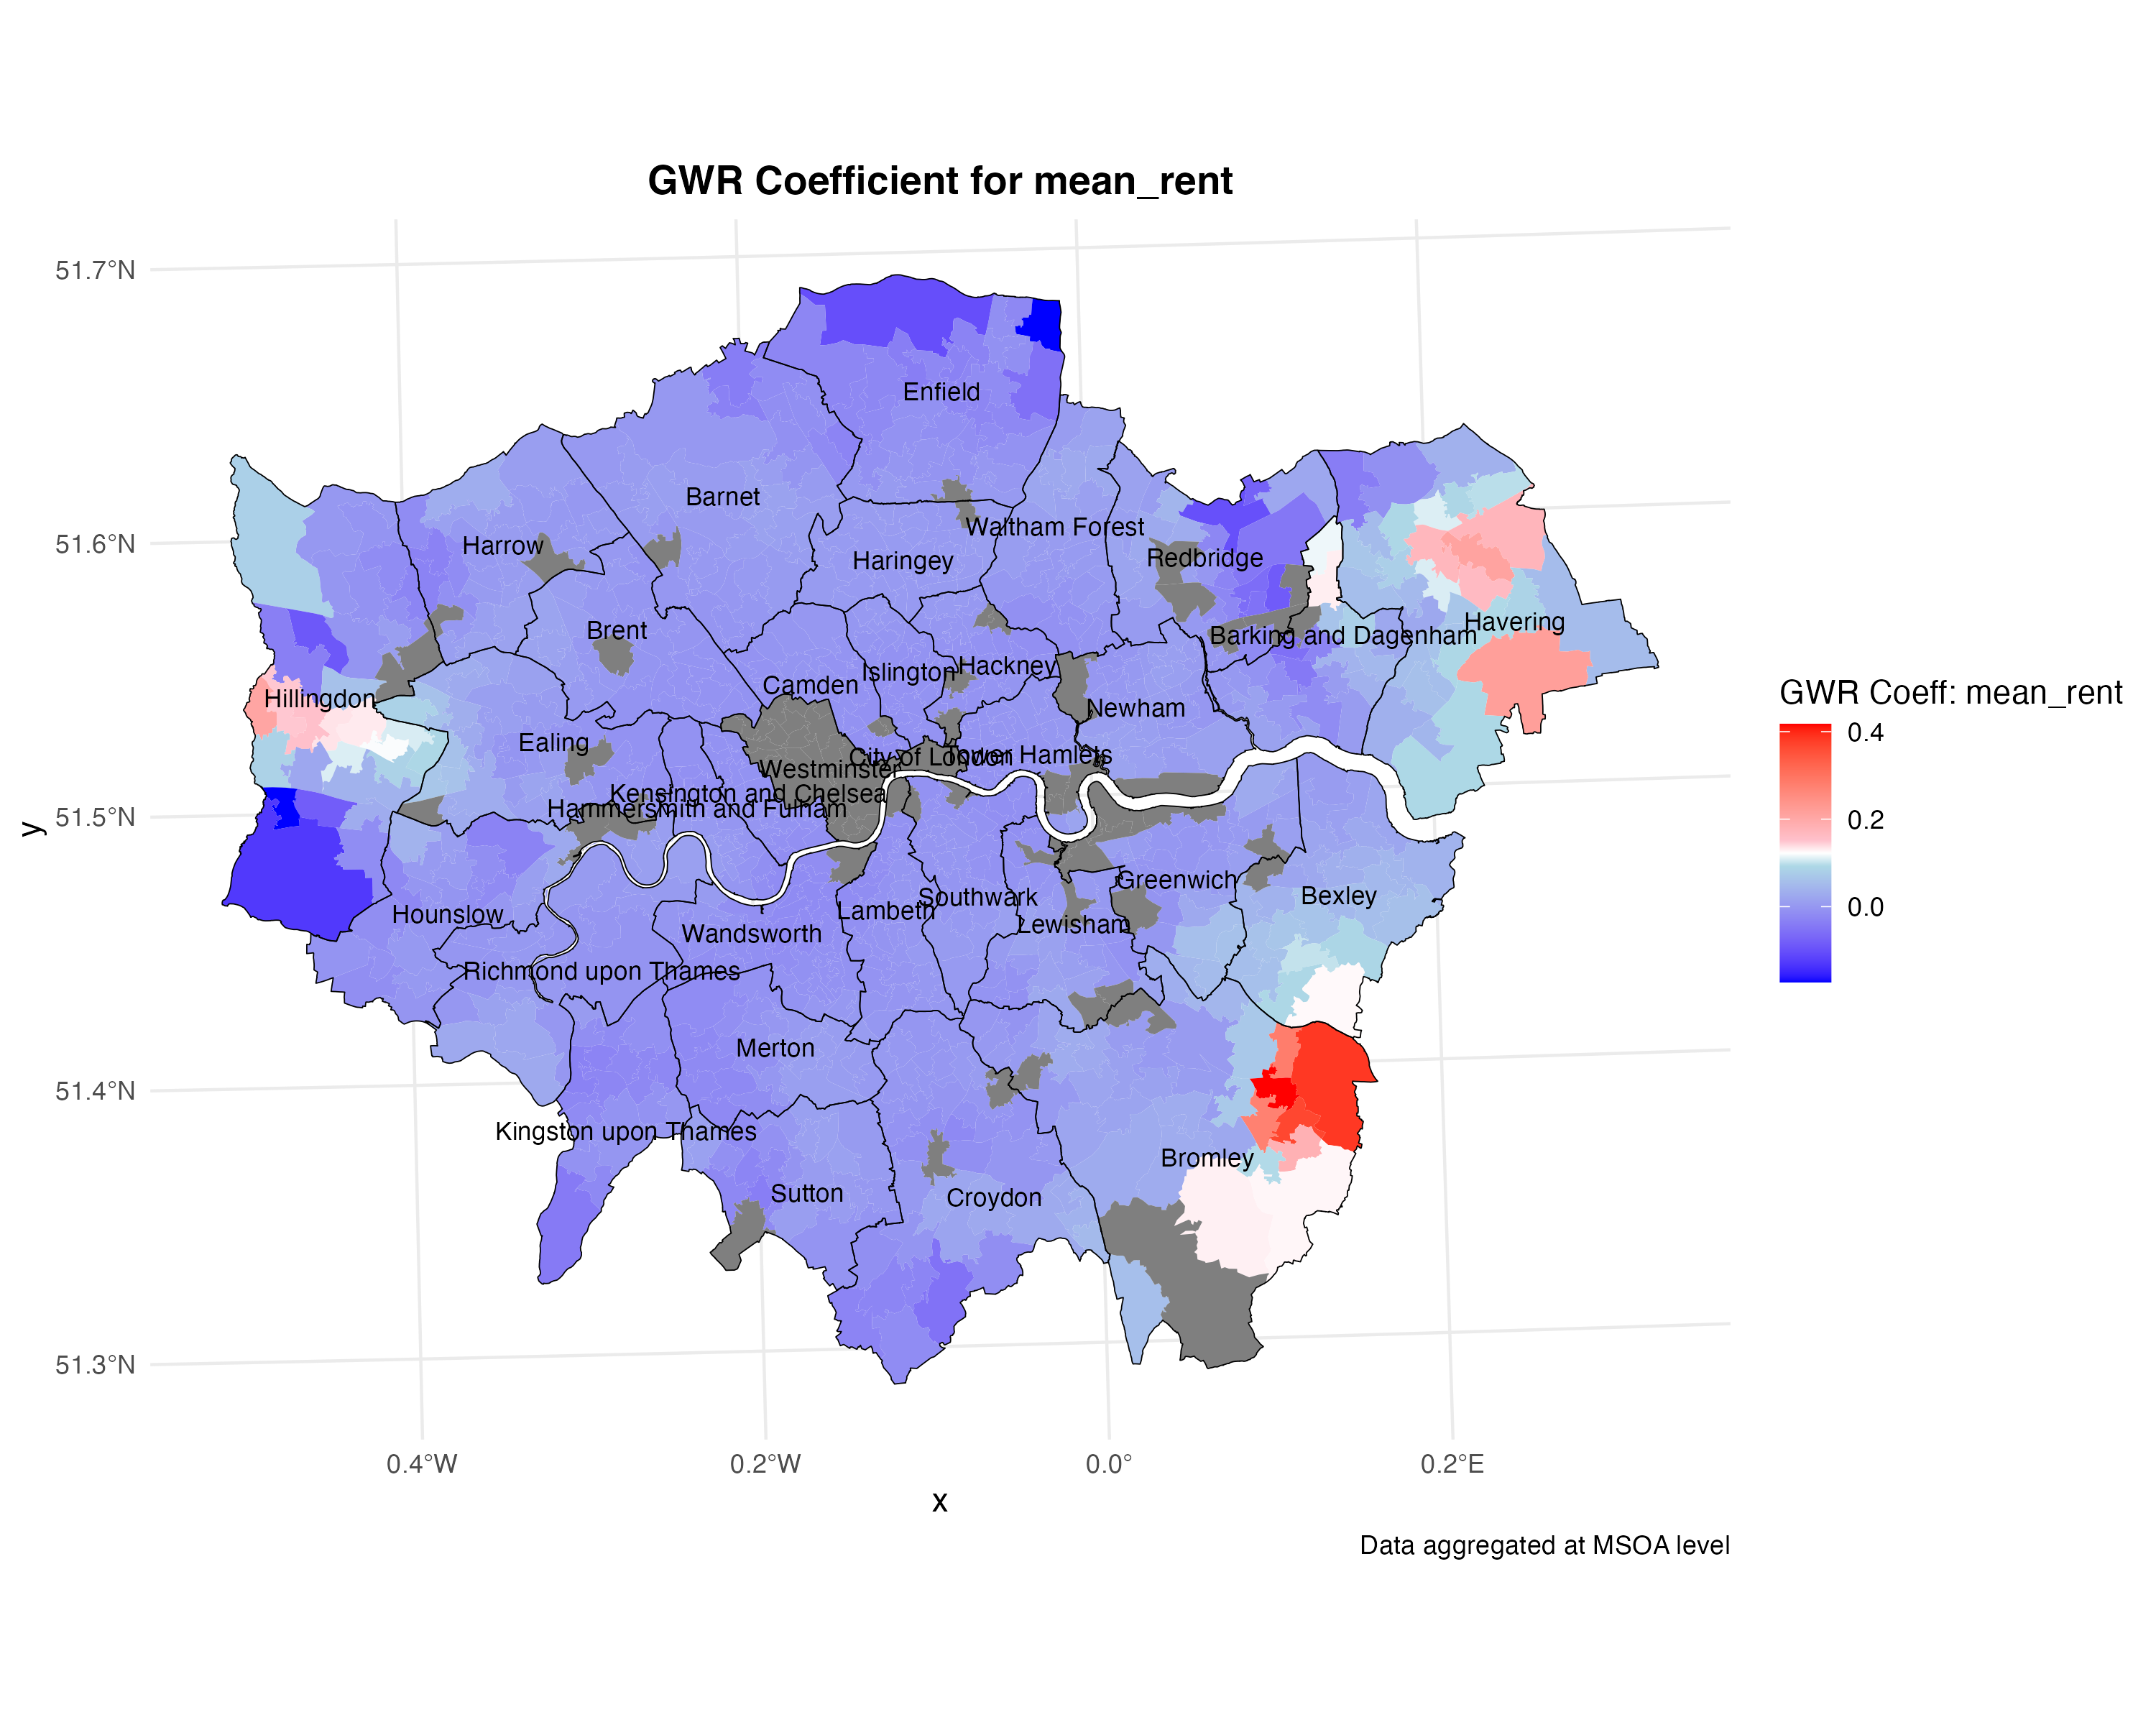 GWR Coefficient for mean_rent
51.7°N
51.6°N
51.5°N
51.4°N
51.3°N
y
Enfield
Barnet
Harrow
Waltham Forest
Haringey
Redbridge
Havering
Brent
Barking and Dagenham
Hackney
Islington
Camden
Hillingdon
Newham
Ealing
City of London
Tower Hamlets
Westminster
Kensington and Chelsea
Hammersmith and Fulham
Greenwich
Bexley
Southwark
Lambeth
Hounslow
Lewisham
Wandsworth
Richmond upon Thames
Merton
Kingston upon Thames
Bromley
Sutton
Croydon
0.4°W
0.2°W
0.0°
0.2°E
x
GWR Coeff: mean_rent
0.4
0.2
0.0
Data aggregated at MSOA level